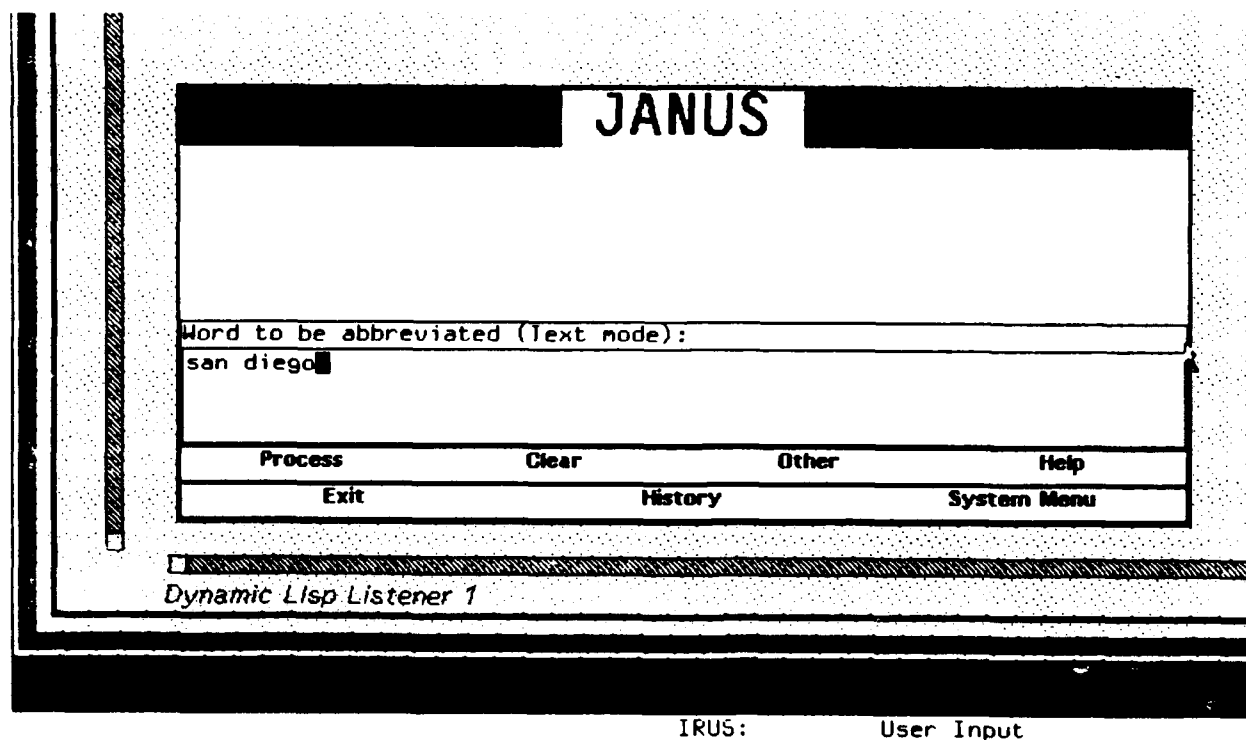 JANUS
Word to be abbreviated (Text mode):
san diego
Process Clear Other Help
Exit History System Menu
Dynamic Lisp Listener 1
IRUS: User Input